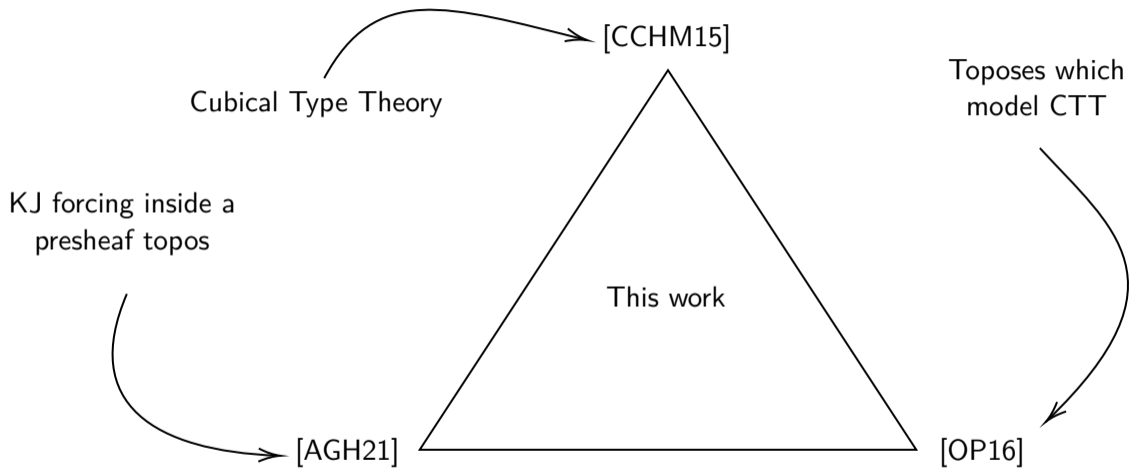 [CCHM15]
Cubical Type Theory
Toposes which
model CTT
KJ forcing inside a
presheaf topos
This work
[AGH21]
[OP16]